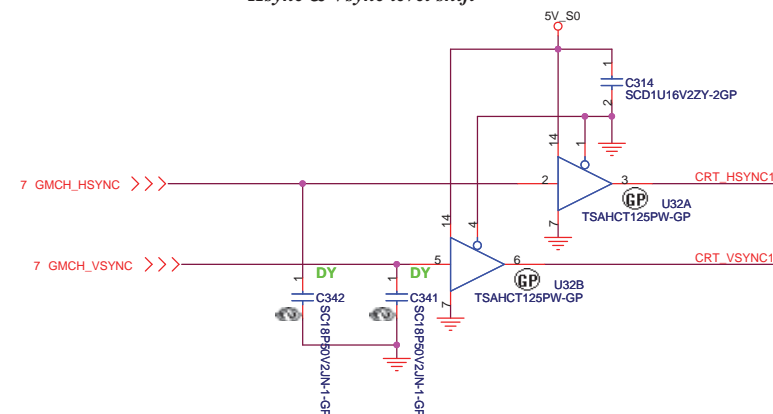 Hsync & Vsync level shift
5V_S0
1
C314
SCD1U16V2ZY-2GP
2
14
1
7 GMCH_HSYNC
2
3
CRT_HSYNC1
GP
U32A
TSAHCT125PW-GP
7
14
4
7 GMCH_VSYNC
5
6
CRT_VSYNC1
DY
DY
GP
U32B
TSAHCT125PW-GP
7
1
C342
SC18P50V2JN-1-GP
1
C341
SC18P50V2JN-1-GP